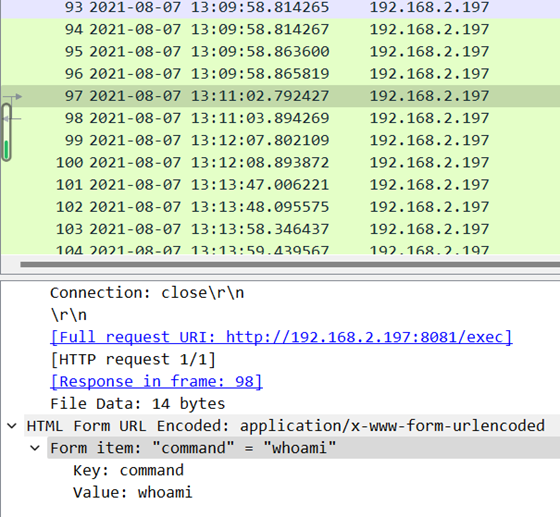 93 2021-08-07 13:09:58.814265 192.168.2.197
94 2021-08-07 13:09:58.814267 192.168.2.197
95 2021-08-07 13:09:58.863600 192.168.2.197
96 2021-08-07 13:09:58.865819 192.168.2.197
97 2021-08-07 13:11:02.792427 192.168.2.197
98 2021-08-07 13:11:03.894269 192.168.2.197
99 2021-08-07 13:12:07.802109 192.168.2.197
100 2021-08-07 13:12:08.893872 192.168.2.197
101 2021-08-07 13:13:47.006221 192.168.2.197
102 2021-08-07 13:13:48.095575 192.168.2.197
103 2021-08-07 13:13:58.346437 192.168.2.197
104 2021-08-07 13:13:59.439567 192.168.2.197
Connection: close\r\n
\r\n
[Full request URI: http://192.168.2.197:8081/exec]
[HTTP request 1/1]
[Response in frame: 98]
File Data: 14 bytes
HTML Form URL Encoded: application/x-www-form-urlencoded
Form item: "command" = "whoami"
Key: command
Value: whoami